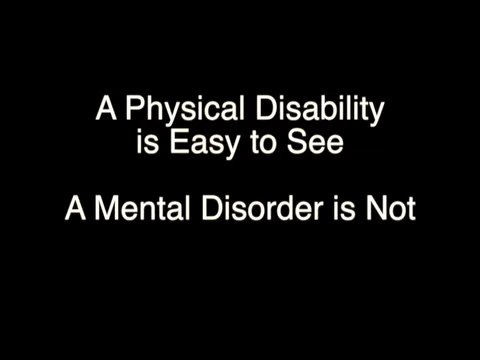 A Physical Disability
is Easy to See
A Mental Disorder is Not